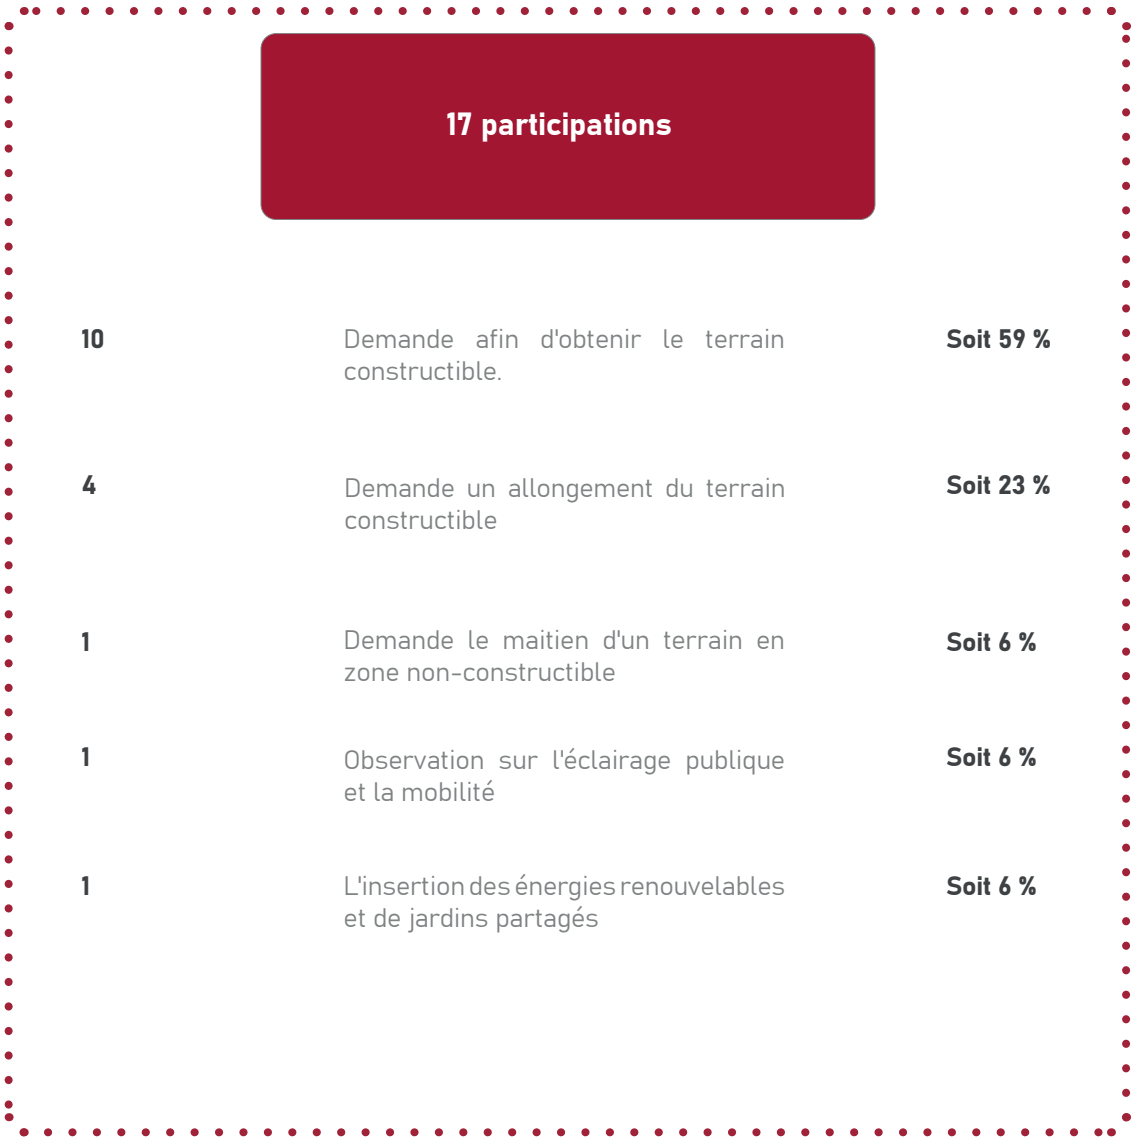 17 participations
10
Demande afin d'obtenir le terrain
constructible.
Soit 59 %
4
Demande un allongement du terrain
constructible
Soit 23 %
1
Demande le maitien d'un terrain en
zone non-constructible
Soit 6 %
1
Observation sur l'éclairage publique
et la mobilité
Soit 6 %
1
L'insertion des énergies renouvelables
et de jardins partagés
Soit 6 %